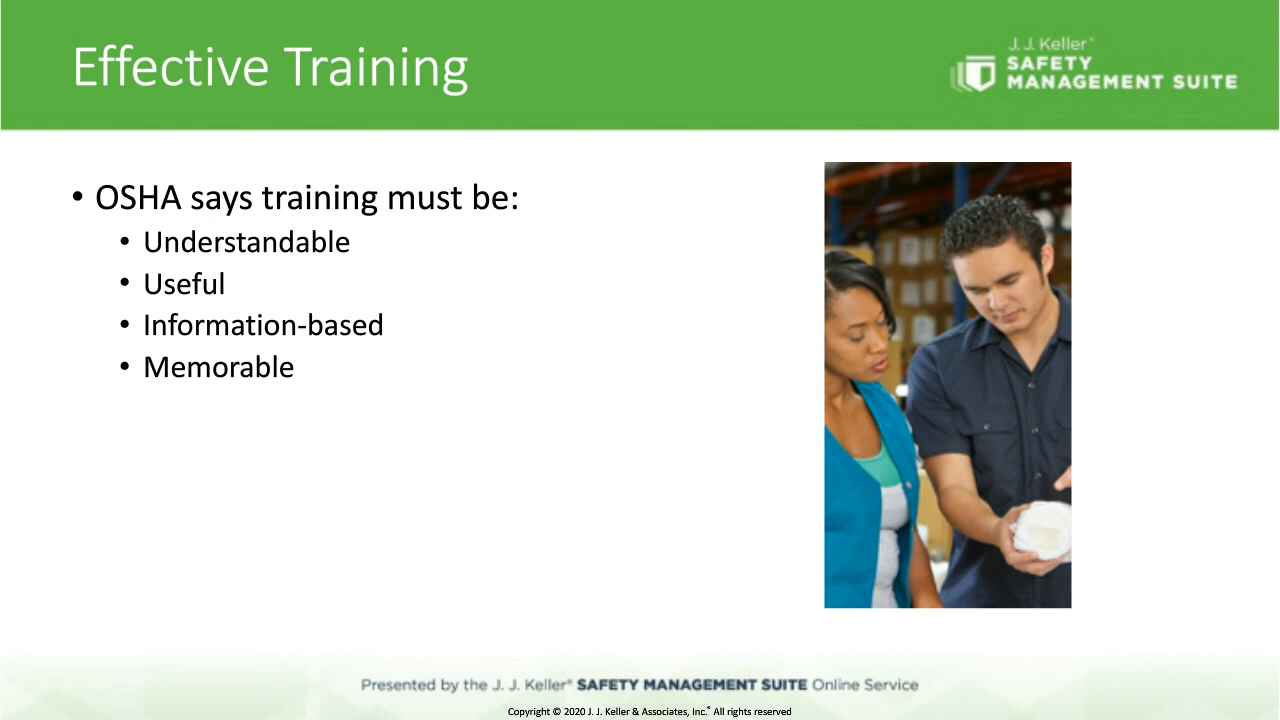 Effective Training
J. J. Keller®
SAFETY
MANAGEMENT SUITE
• OSHA says training must be:
• Understandable
• Useful
• Information-based
• Memorable
Presented by the J. J. Keller® SAFETY MANAGEMENT SUITE Online Service
Copyright © 2020 J. J. Keller & Associates, Inc.® All rights reserved